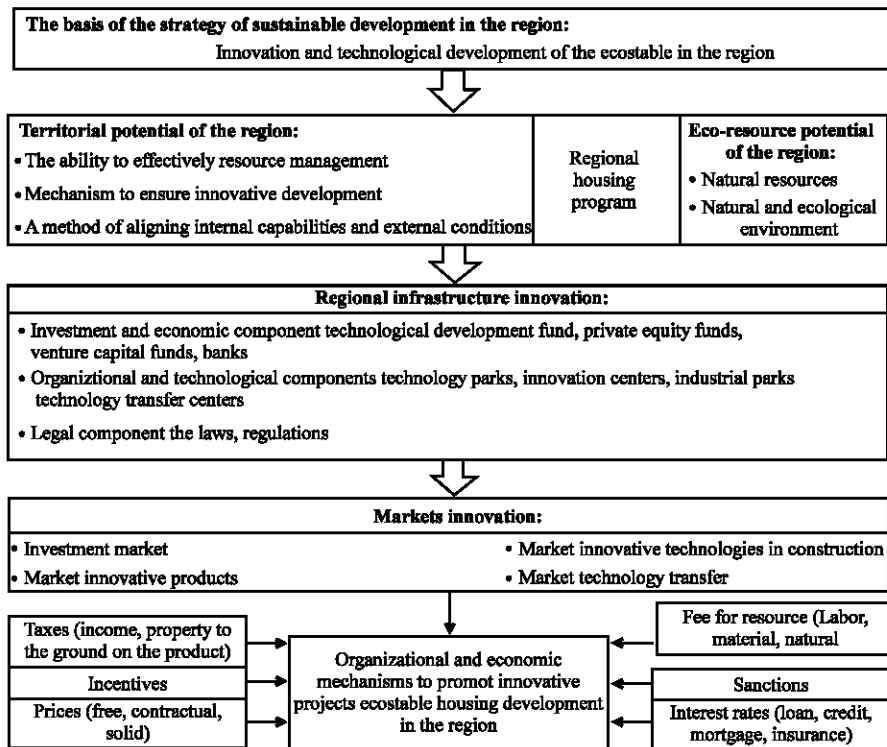 The basis of the strategy of sustainable development in the region:
Innovation and technological development of the ecostable in the region
Territorial potential of the region:
• The ability to effectively resource management
• Mechanism to ensure innovative development
• A method of aligning internal capabilities and external conditions
Regional
housing
program
Eco-resource potential
of the region:
• Natural resources
• Natural and ecological
environment
Regional infrastructure innovation:
• Investment and economic component technological development fund, private equity funds,
venture capital funds, banks
• Organiztional and technological components technology parks, innovation centers, industrial parks
technology transfer centers
• Legal component the laws, regulations
Markets innovation:
• Investment market
• Market innovative products
• Market innovative technologies in construction
• Market technology transfer
Taxes (income, property to
the ground on the product)
Incentives
Prices (free, contractual,
solid)
Organizational and economic
mechanisms to promot innovative
projects ecostable housing development
in the region
Fee for resource (Labor,
material, natural
Sanctions
Interest rates (loan, credit,
mortgage, insurance)